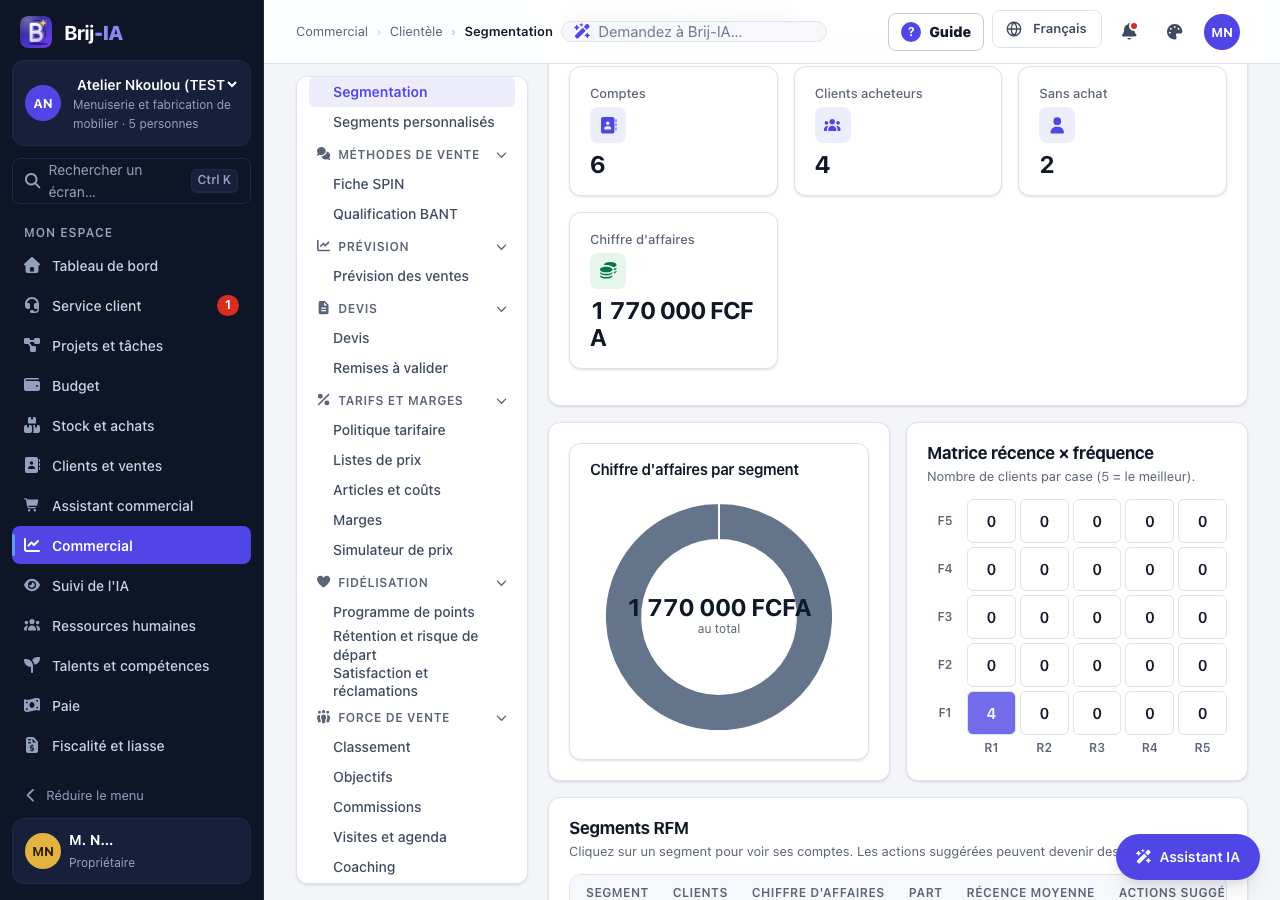 Brij-IA
Atelier Nkoulou (TEST
AN
Menuiserie et fabrication de
mobilier · 5 personnes
Rechercher un
écran...
Ctrl K
MON ESPACE
Tableau de bord
Service client
1
Projets et tâches
Budget
Stock et achats
Clients et ventes
Assistant commercial
Commercial
Suivi de l'IA
Ressources humaines
Talents et compétences
Paie
Fiscalité et liasse
Réduire le menu
MN
M. N...
Propriétaire
Commercial › Clientèle › Segmentation
Demandez à Brij-IA...
? Guide
Français
MN
Segmentation
Segments personnalisés
MÉTHODES DE VENTE
Fiche SPIN
Qualification BANT
PRÉVISION
Prévision des ventes
DEVIS
Devis
Remises à valider
TARIFS ET MARGES
Politique tarifaire
Listes de prix
Articles et coûts
Marges
Simulateur de prix
FIDÉLISATION
Programme de points
Rétention et risque de
départ
Satisfaction et
réclamations
FORCE DE VENTE
Classement
Objectifs
Commissions
Visites et agenda
Coaching
Comptes
6
Clients acheteurs
4
Sans achat
2
Chiffre d'affaires
1 770 000 FCF
A
Chiffre d'affaires par segment
1 770 000 FCFA
au total
Matrice récence × fréquence
Nombre de clients par case (5 = le meilleur).
F5 0 0 0 0 0
F4 0 0 0 0 0
F3 0 0 0 0 0
F2 0 0 0 0 0
F1 4 0 0 0 0
R1 R2 R3 R4 R5
Segments RFM
Cliquez sur un segment pour voir ses comptes. Les actions suggérées peuvent devenir des
Assistant IA
SEGMENT CLIENTS CHIFFRE D'AFFAIRES PART RÉCENCE MOYENNE ACTIONS SUGGÉ